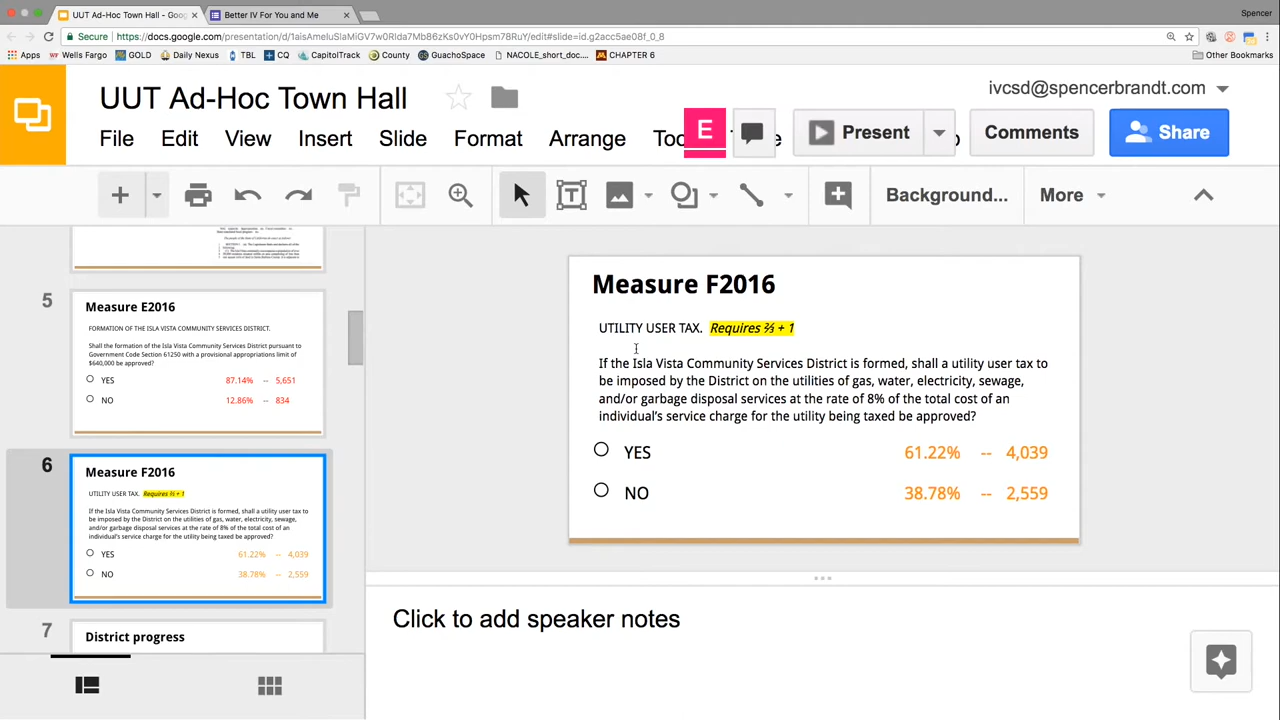 UUT Ad-Hoc Town Hall - Goo
Better IV For You and Me
Spencer
Secure
https://docs.google.com/presentation/d/1aisAmeluSlaMiGV7w0Rlda7Mb86zKs0vY0Hpsm78RuY/edit#slide=id.g2acc5ae08f_0_8
Apps
Wells Fargo
GOLD
Daily Nexus
TBL
CQ
CapitolTrack
County
GuachoSpace
NACOLE_short_doc....
CHAPTER 6
Other Bookmarks
UUT Ad-Hoc Town Hall
ivcsd@spencerbrandt.com
File
Edit
View
Insert
Slide
Format
Arrange
E
Present
Comments
Share
Background...
More
5
Measure E2016
FORMATION OF THE ISLA VISTA COMMUNITY SERVICES DISTRICT.
Shall the formation of the Isla Vista Community Services District pursuant to
Government Code Section 61250 with a provisional appropriations limit of
$640,000 be approved?
YES 87.14% -- 5,651
NO 12.86% -- 834
6
Measure F2016
UTILITY USER TAX. Requires ⅔ + 1
If the Isla Vista Community Services District is formed, shall a utility user tax to
be imposed by the District on the utilities of gas, water, electricity, sewage,
and/or garbage disposal services at the rate of 8% of the total cost of an
individual's service charge for the utility being taxed be approved?
YES 61.22% -- 4,039
NO 38.78% -- 2,559
7
District progress
Measure F2016
UTILITY USER TAX. Requires ⅔ + 1
If the Isla Vista Community Services District is formed, shall a utility user tax to
be imposed by the District on the utilities of gas, water, electricity, sewage,
and/or garbage disposal services at the rate of 8% of the total cost of an
individual's service charge for the utility being taxed be approved?
YES 61.22% -- 4,039
NO 38.78% -- 2,559
Click to add speaker notes